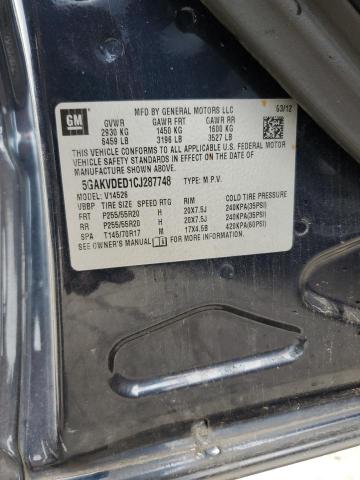 GM
MFD BY GENERAL MOTORS LLC
03/12
GVWR GAWR FRT GAWR RR
2930 KG 1450 KG 1600 KG
6459 LB 3196 LB 3527 LB
THIS VEHICLE CONFORMS TO ALL APPLICABLE
U.S. FEDERAL MOTOR VEHICLE SAFETY STANDARDS
IN EFFECT ON THE DATE OF
MANUFACTURE SHOWN ABOVE.
5GAKVDED1CJ287748 TYPE: M.P.V.
MODEL: V14526
VBBP TIRE SIZE SPEED RTG RIM COLD TIRE PRESSURE
FRT P255/55R20 H 20X7.5J 240KPA(35PSI)
RR P255/55R20 H 20X7.5J 240KPA(35PSI)
SPA T145/70R17 M 17X4.5B 420KPA(60PSI)
SEE OWNER'S MANUAL FOR MORE INFORMATION